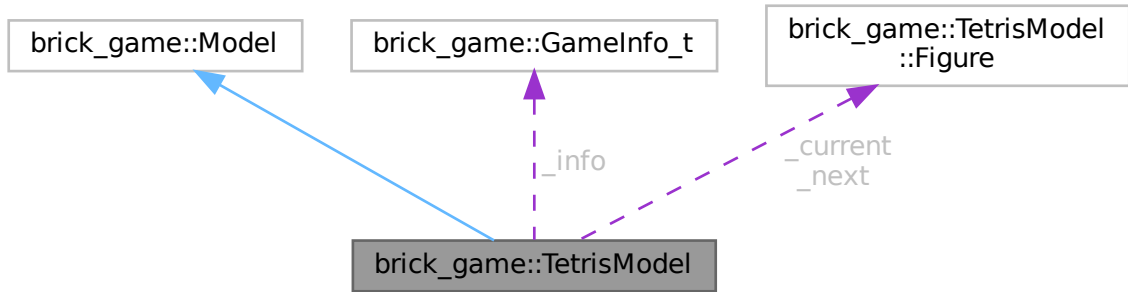 brick_game::Model
brick_game::GameInfo_t
brick_game::TetrisModel
::Figure
_info
_current
_next
brick_game::TetrisModel